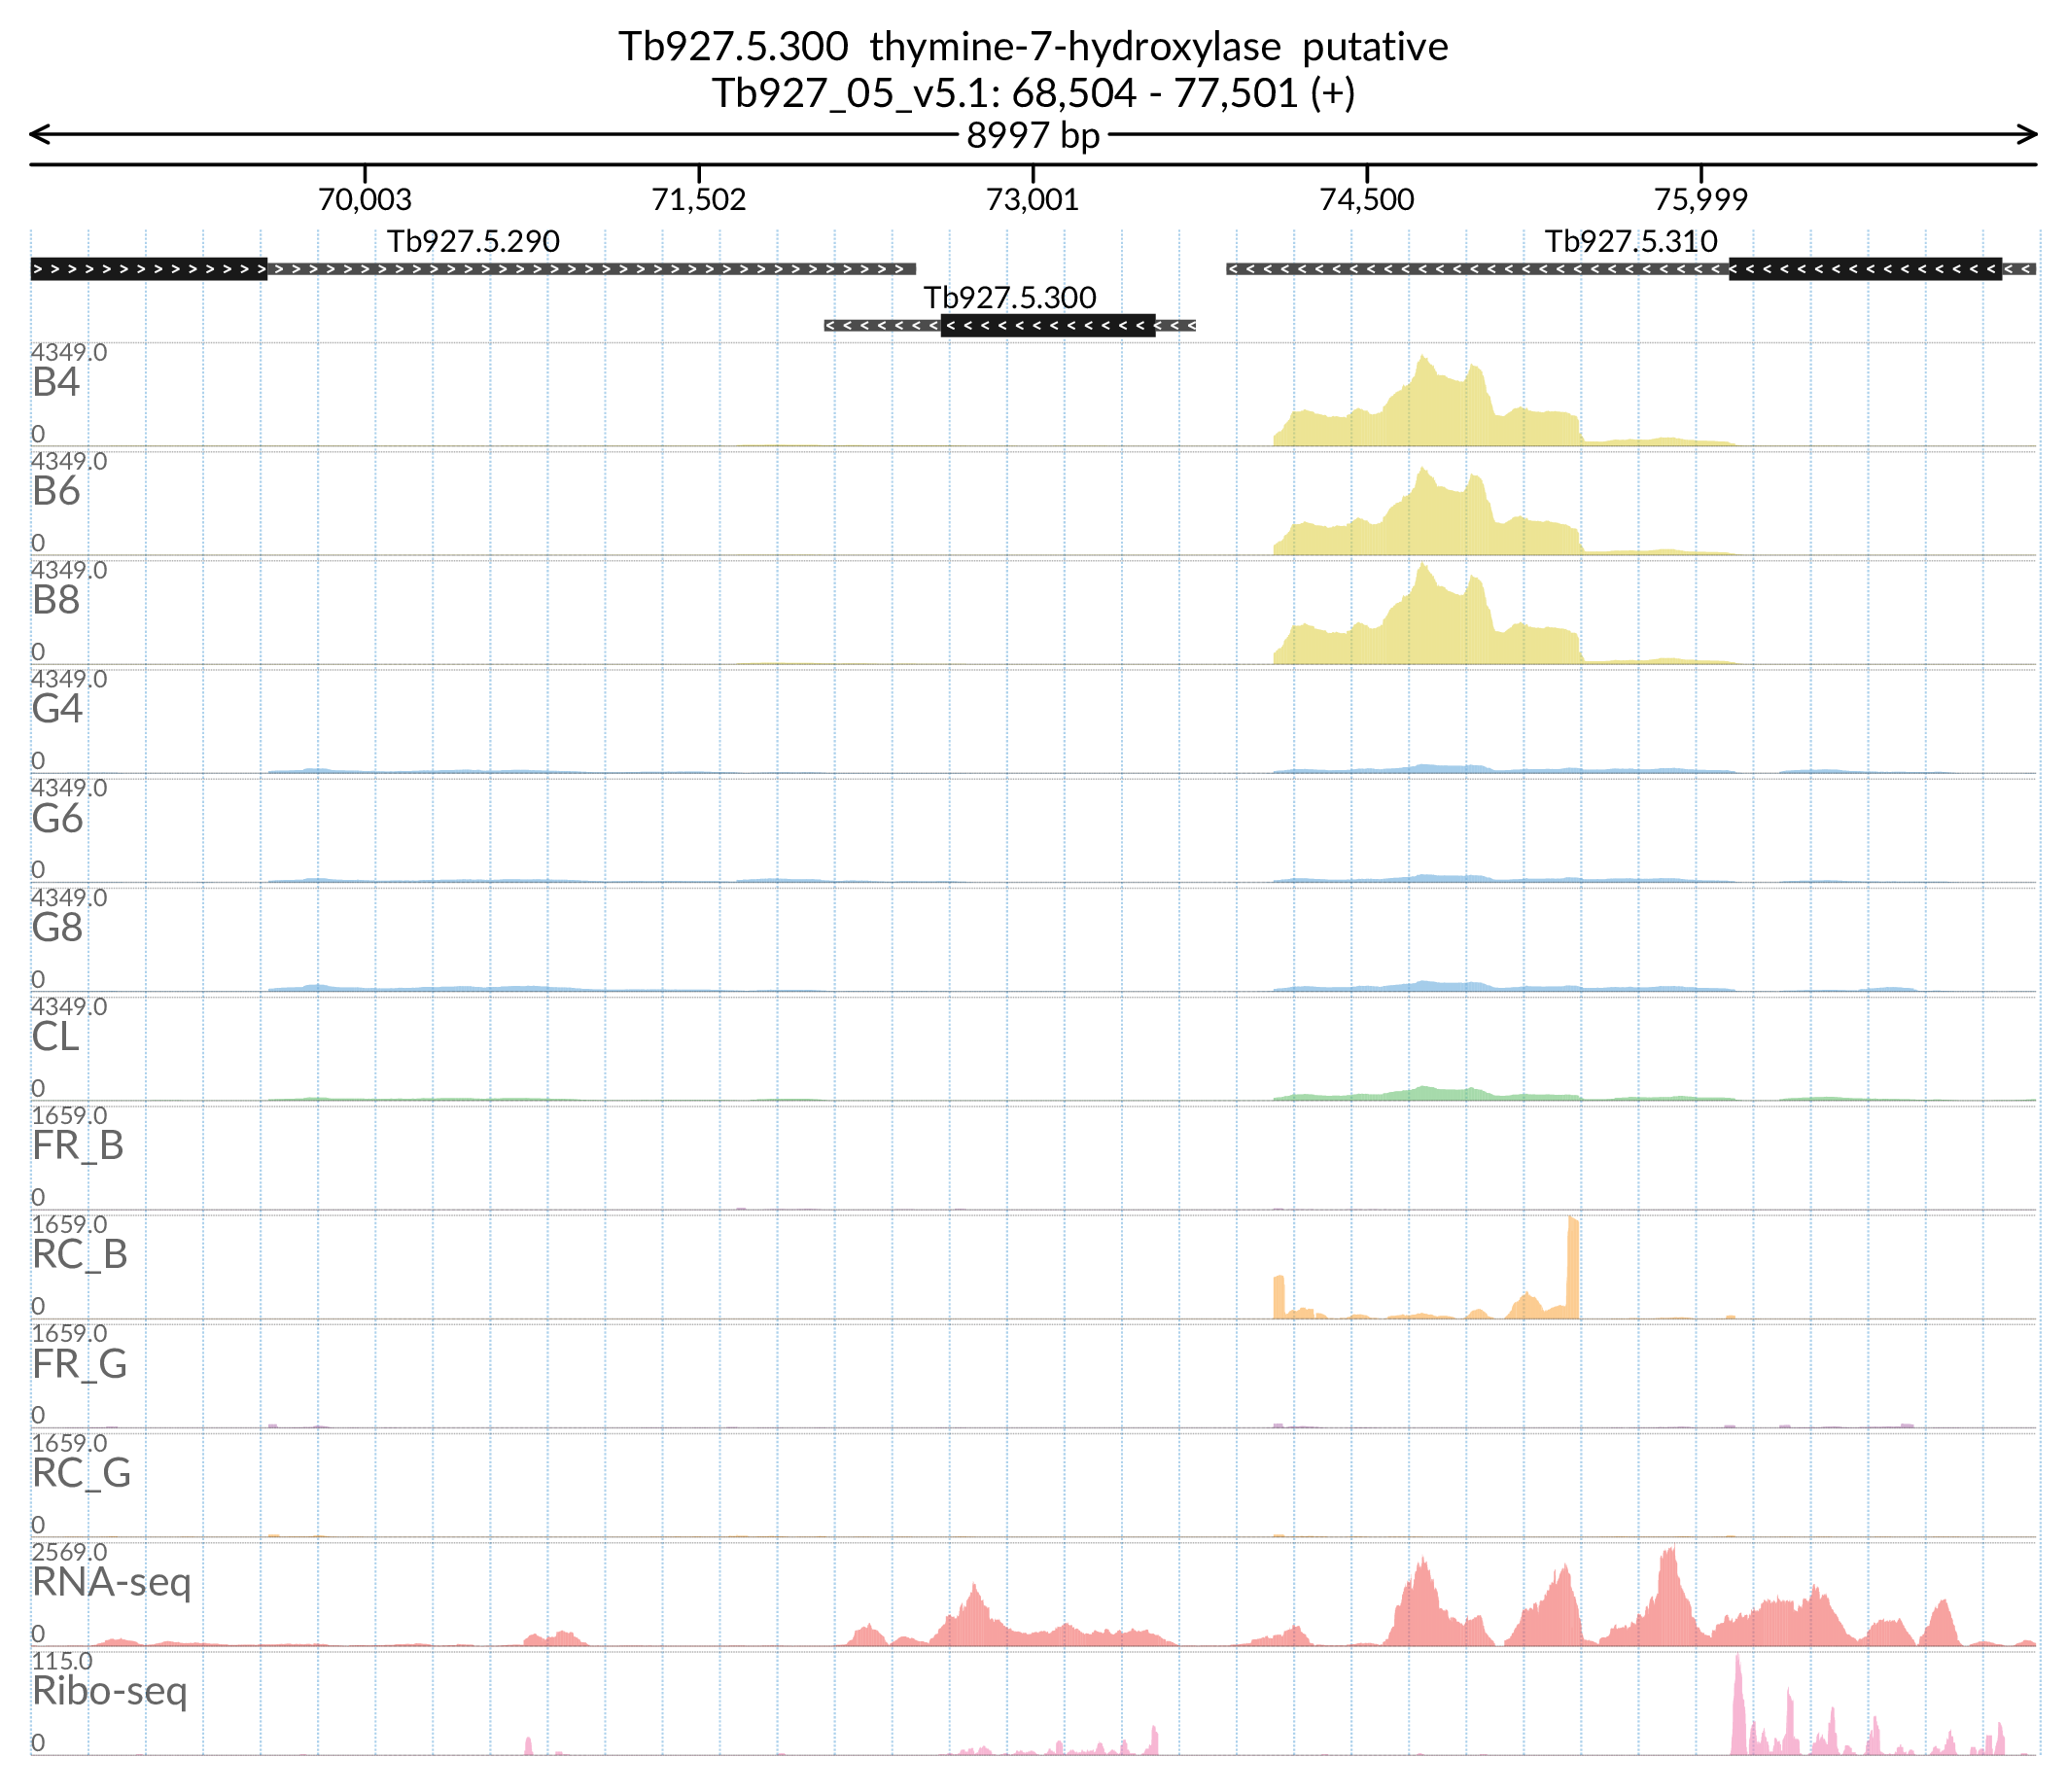 Tb927.5.300 thymine-7-hydroxylase putative
Tb927_05_v5.1: 68,504 - 77,501 (+)
8997 bp
70,003 71,502 73,001 74,500 75,999
Tb927.5.290 Tb927.5.310
Tb927.5.300
4349.0
B4
0
4349.0
B6
0
4349.0
B8
0
4349.0
G4
0
4349.0
G6
0
4349.0
G8
0
4349.0
CL
0
1659.0
FR_B
0
1659.0
RC_B
0
1659.0
FR_G
0
1659.0
RC_G
0
2569.0
RNA-seq
0
115.0
Ribo-seq
0